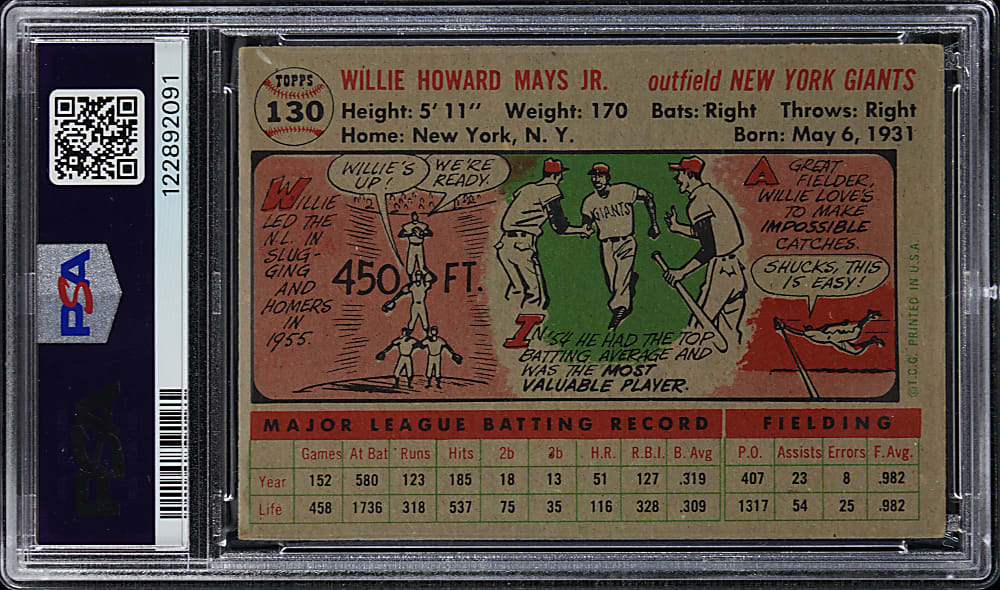 122892091
PSA
PSA
TOPPS
130
WILLIE HOWARD MAYS JR. outfield NEW YORK GIANTS
Height: 5' 11" Weight: 170 Bats: Right Throws: Right
Home: New York, N. Y. Born: May 6, 1931
WILLIE
LED THE
N.L. IN
SLUG-
GING
AND
HOMERS
IN
1955.
WILLIE'S
UP!
WE'RE
READY.
450 FT.
GIANTS
IN '54 HE HAD THE TOP
BATTING AVERAGE AND
WAS THE MOST
VALUABLE PLAYER.
A GREAT
FIELDER,
WILLIE LOVE'S
TO MAKE
IMPOSSIBLE
CATCHES.
SHUCKS, THIS
IS EASY!
© T.C.G. PRINTED IN U.S.A.
MAJOR LEAGUE BATTING RECORD FIELDING
Games At Bat Runs Hits 2b 3b H.R. R.B.I. B. Avg P.O. Assists Errors F. Avg.
Year 152 580 123 185 18 13 51 127 .319 407 23 8 .982
Life 458 1736 318 537 75 35 116 328 .309 1317 54 25 .982